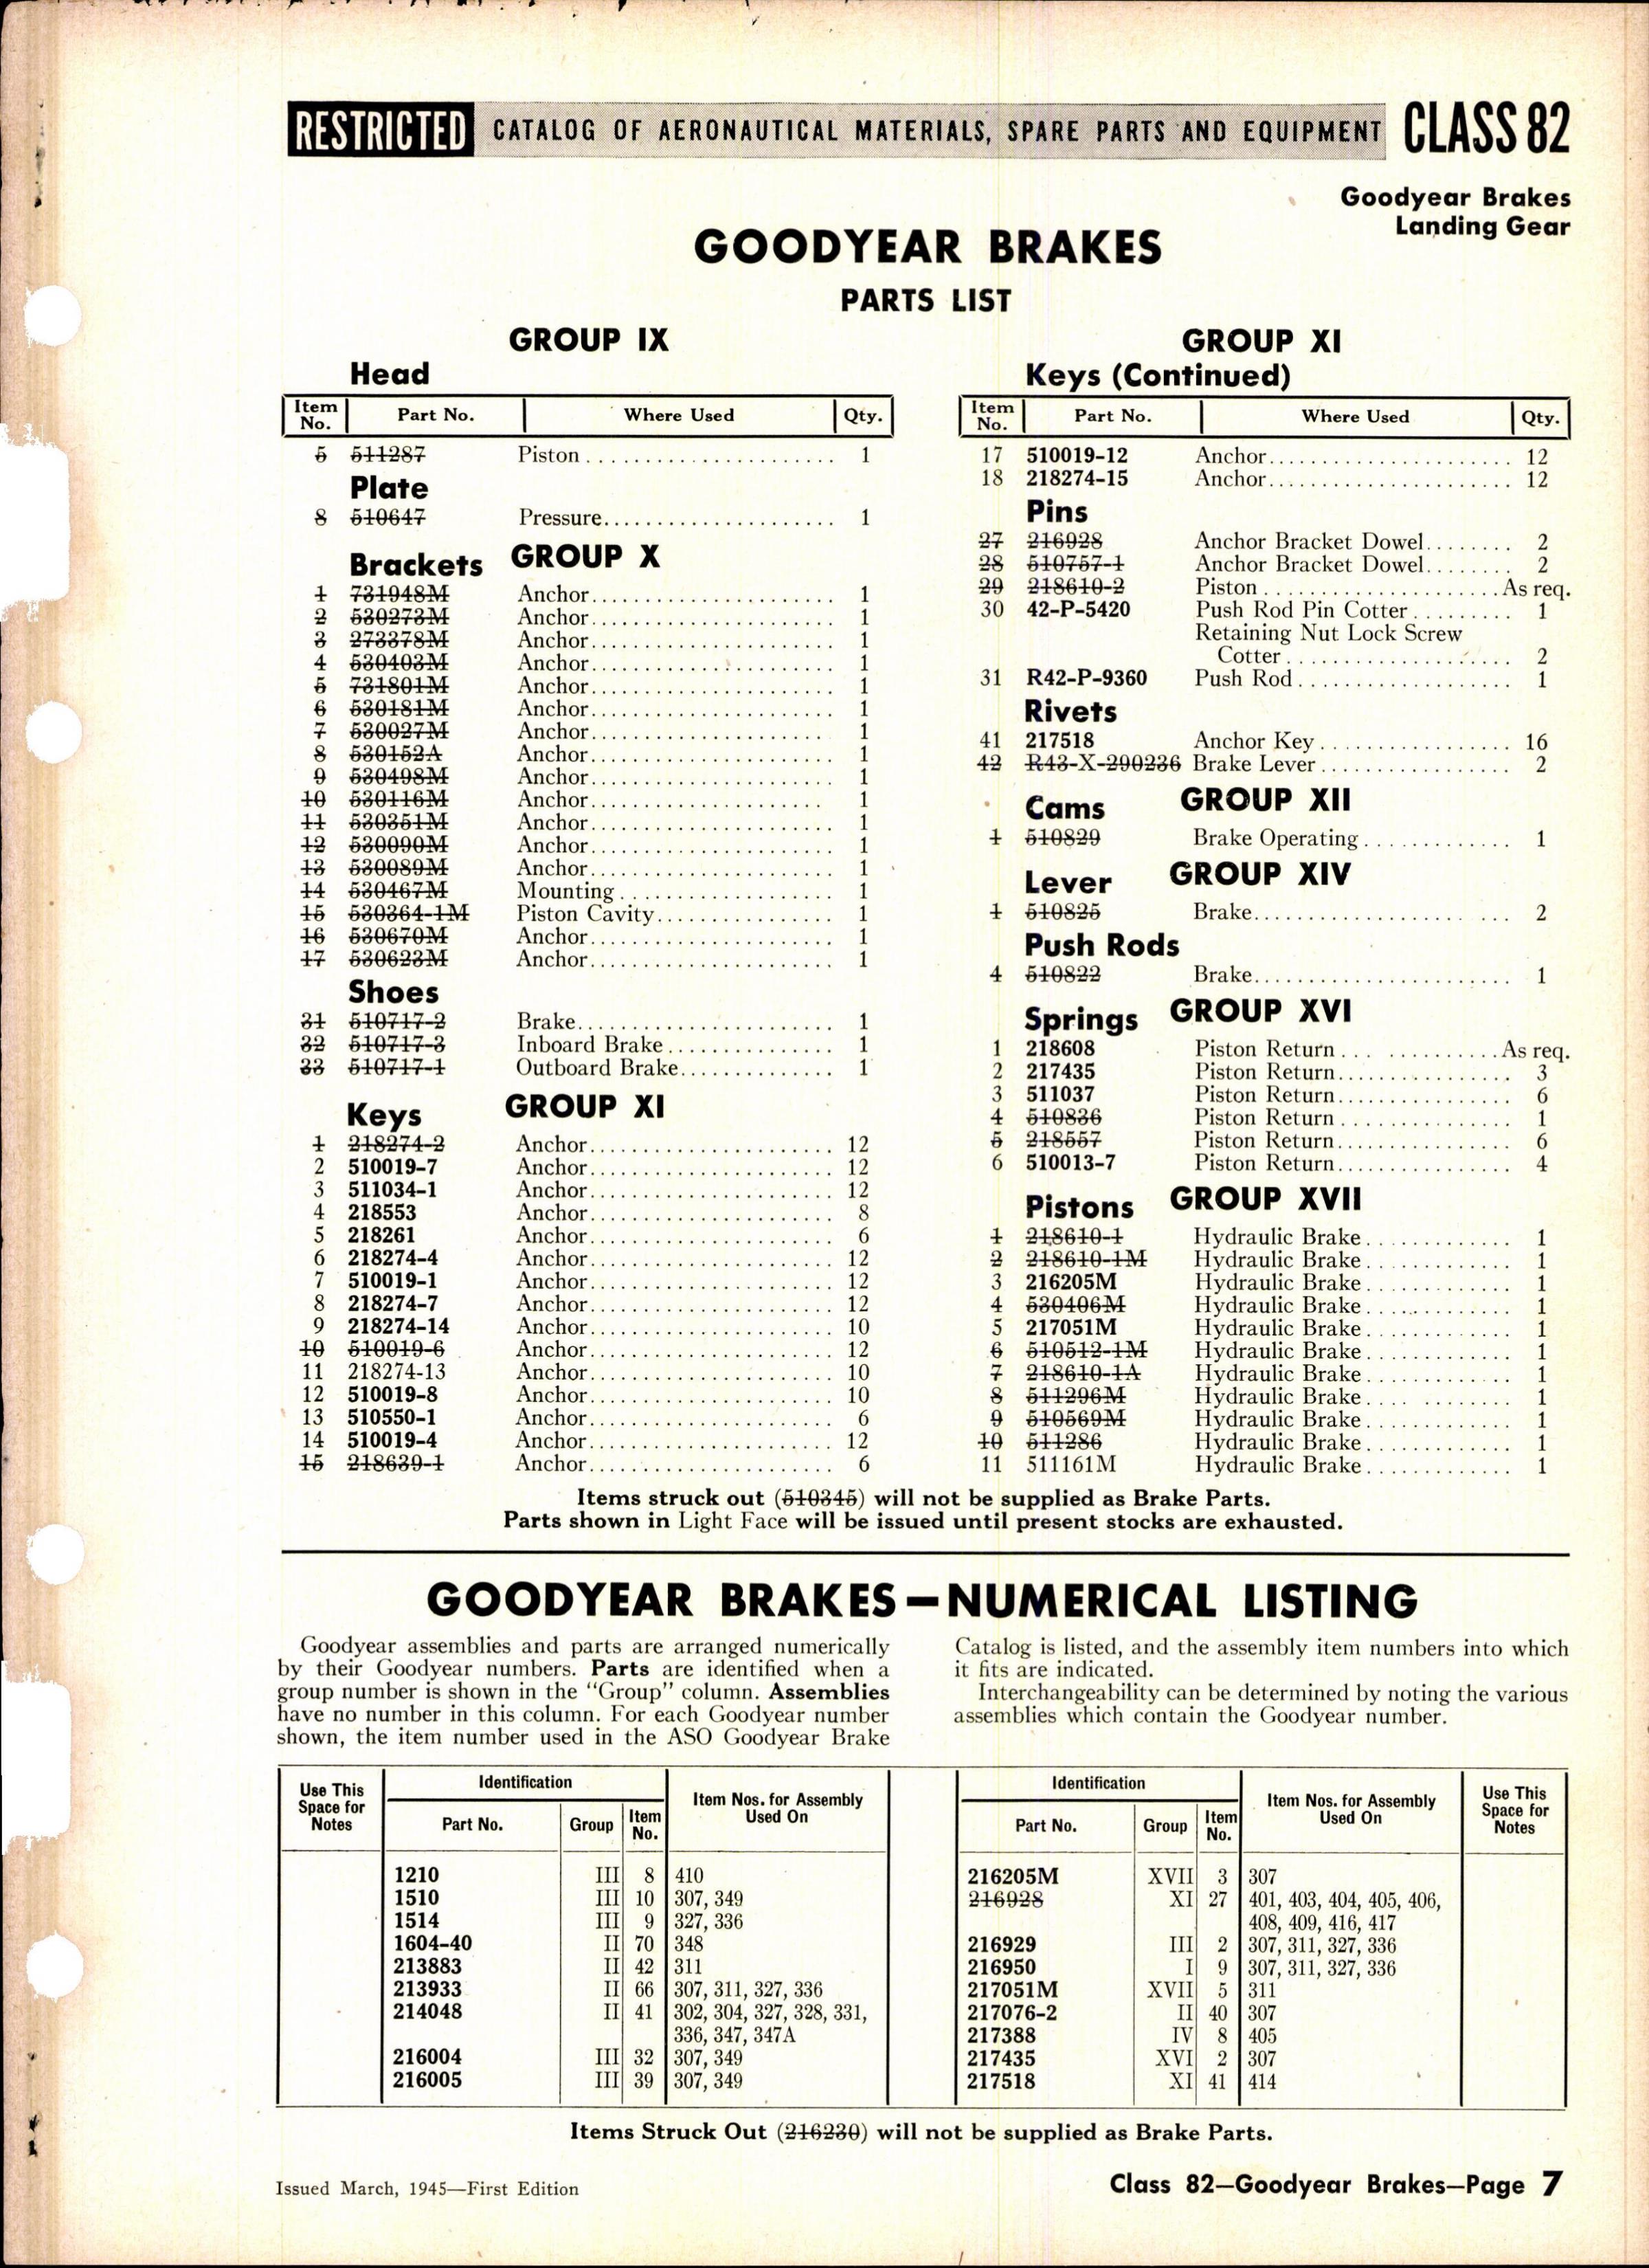 RESTRICTED CATALOG OF AERONAUTICAL MATERIALS, SPARE PARTS AND EQUIPMENT CLASS 82
Goodyear Brakes
Landing Gear
GOODYEAR BRAKES
PARTS LIST
GROUP IX
Head
Item No. Part No. Where Used Qty.
5 511287 Piston 1
Plate
8 510647 Pressure 1
Brackets GROUP X
1 731948M Anchor 1
2 530273M Anchor 1
3 273378M Anchor 1
4 530403M Anchor 1
5 731801M Anchor 1
6 530181M Anchor 1
7 530027M Anchor 1
8 530152A Anchor 1
9 530498M Anchor 1
10 530116M Anchor 1
11 530351M Anchor 1
12 530090M Anchor 1
13 530089M Anchor 1
14 530467M Mounting 1
15 530364-1M Piston Cavity 1
16 530670M Anchor 1
17 530623M Anchor 1
Shoes
31 510717-2 Brake 1
32 510717-3 Inboard Brake 1
33 510717-1 Outboard Brake 1
Keys GROUP XI
1 218274-2 Anchor 12
2 510019-7 Anchor 12
3 511034-1 Anchor 12
4 218553 Anchor 8
5 218261 Anchor 6
6 218274-4 Anchor 12
7 510019-1 Anchor 12
8 218274-7 Anchor 12
9 218274-14 Anchor 10
10 510019-6 Anchor 12
11 218274-13 Anchor 10
12 510019-8 Anchor 10
13 510550-1 Anchor 6
14 510019-4 Anchor 12
15 218639-1 Anchor 6
GROUP XI
Keys (Continued)
Item No. Part No. Where Used Qty.
17 510019-12 Anchor 12
18 218274-15 Anchor 12
Pins
27 216928 Anchor Bracket Dowel 2
28 510757-1 Anchor Bracket Dowel 2
29 218610-2 Piston As req.
30 42-P-5420 Push Rod Pin Cotter 1
Retaining Nut Lock Screw
Cotter 2
31 R42-P-9360 Push Rod 1
Rivets
41 217518 Anchor Key 16
42 R43-X-290236 Brake Lever 2
Cams GROUP XII
1 510829 Brake Operating 1
Lever GROUP XIV
1 510825 Brake 2
Push Rods
4 510822 Brake 1
Springs GROUP XVI
1 218608 Piston Return As req.
2 217435 Piston Return 3
3 511037 Piston Return 6
4 510836 Piston Return 1
5 218557 Piston Return 6
6 510013-7 Piston Return 4
Pistons GROUP XVII
1 218610-1 Hydraulic Brake 1
2 218610-1M Hydraulic Brake 1
3 216205M Hydraulic Brake 1
4 530406M Hydraulic Brake 1
5 217051M Hydraulic Brake 1
6 510512-1M Hydraulic Brake 1
7 218610-1A Hydraulic Brake 1
8 511296M Hydraulic Brake 1
9 510569M Hydraulic Brake 1
10 511286 Hydraulic Brake 1
11 511161M Hydraulic Brake 1
Items struck out (510345) will not be supplied as Brake Parts.
Parts shown in Light Face will be issued until present stocks are exhausted.
GOODYEAR BRAKES—NUMERICAL LISTING
Goodyear assemblies and parts are arranged numerically
by their Goodyear numbers. Parts are identified when a
group number is shown in the "Group" column. Assemblies
have no number in this column. For each Goodyear number
shown, the item number used in the ASO Goodyear Brake
Catalog is listed, and the assembly item numbers into which
it fits are indicated.
Interchangeability can be determined by noting the various
assemblies which contain the Goodyear number.
Use This Space for Notes Identification Part No. Group Item No. Item Nos. for Assembly Used On
1210 III 8 410
1510 III 10 307, 349
1514 III 9 327, 336
1604-40 II 70 348
213883 II 42 311
213933 II 66 307, 311, 327, 336
214048 II 41 302, 304, 327, 328, 331,
336, 347, 347A
216004 III 32 307, 349
216005 III 39 307, 349
Identification Part No. Group Item No. Item Nos. for Assembly Used On Use This Space for Notes
216205M XVII 3 307
216928 XI 27 401, 403, 404, 405, 406,
408, 409, 416, 417
216929 III 2 307, 311, 327, 336
216950 I 9 307, 311, 327, 336
217051M XVII 5 311
217076-2 II 40 307
217388 IV 8 405
217435 XVI 2 307
217518 XI 41 414
Items Struck Out (216230) will not be supplied as Brake Parts.
Issued March, 1945—First Edition
Class 82—Goodyear Brakes—Page 7